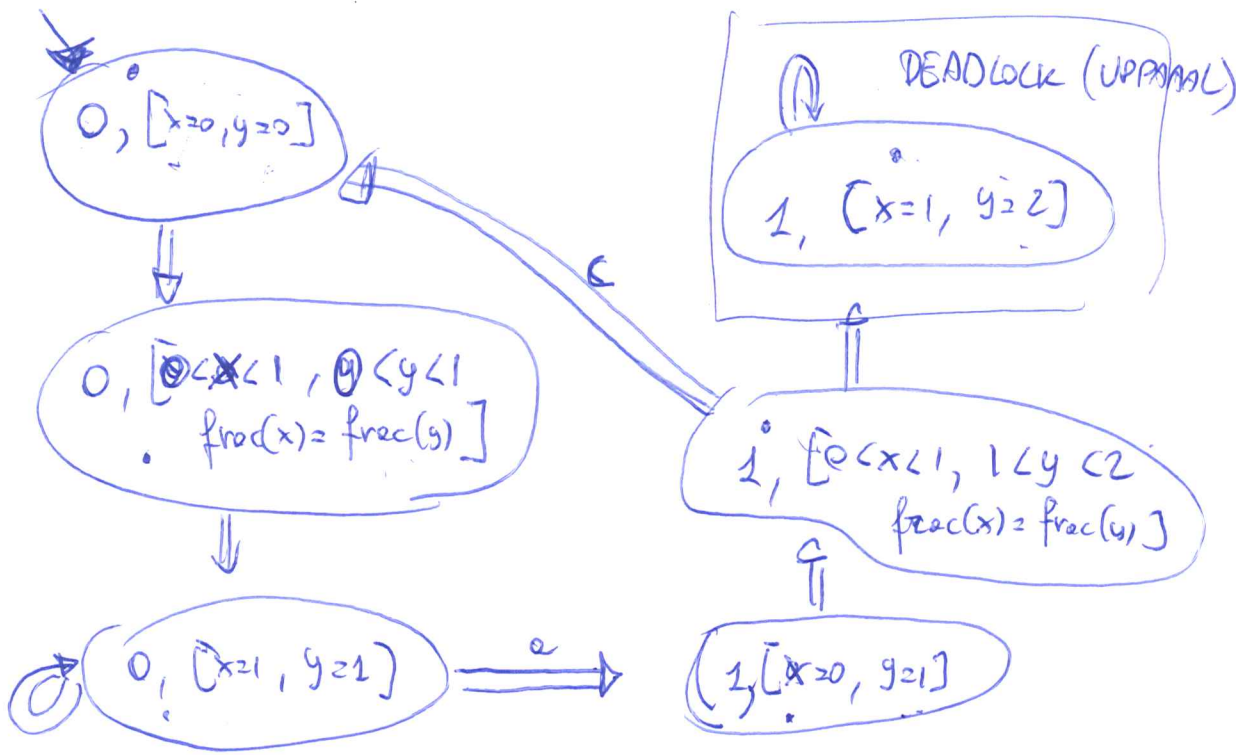 0, [x=0, y=0]
DEADLOCK (UPPAAL)
1, [x=1, y=2]
c
0, [0<x<1, 0<y<1
frac(x)= frac(y)]
1, [0<x<1, 1<y<2
frac(x)= frac(y)]
0, [x=1, y=1]
a
1, [x=0, y=1]